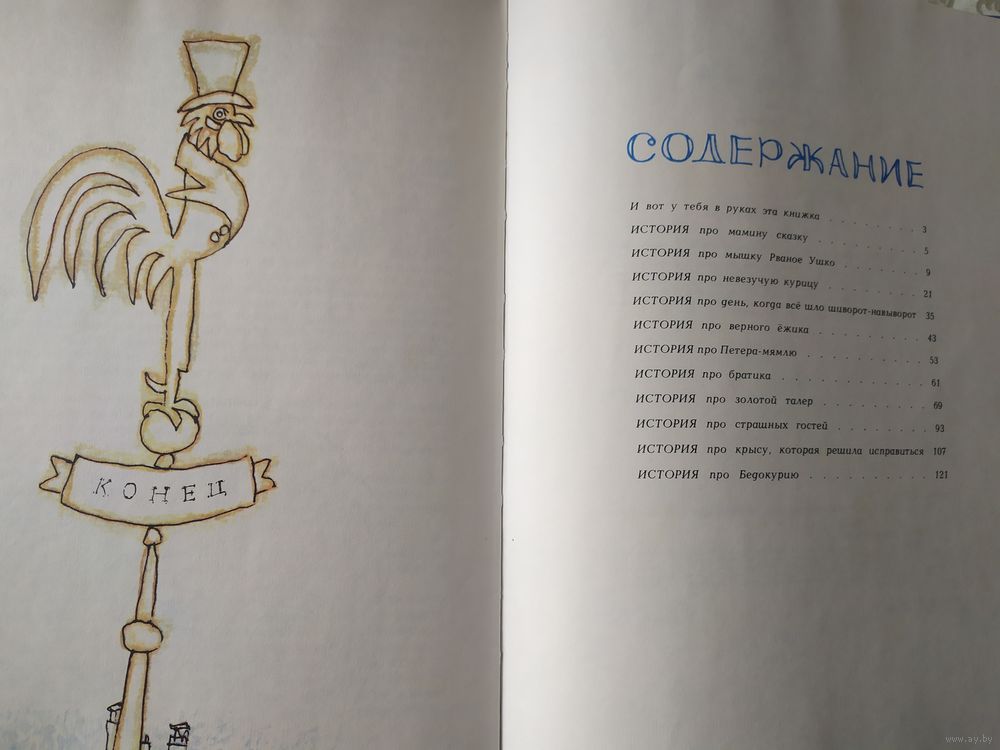 КОНЕЦ
СОДЕРЖАНИЕ
И вот у тебя в руках эта книжка . . . . . . . . 3
ИСТОРИЯ про мамину сказку . . . . . . . . 5
ИСТОРИЯ про мышку Рваное Ушко . . . . . . 9
ИСТОРИЯ про невезучую курицу . . . . . . . . 21
ИСТОРИЯ про день, когда всё шло шиворот-навыворот 35
ИСТОРИЯ про верного ёжика . . . . . . . . . 43
ИСТОРИЯ про Петера-мямлю . . . . . . . . . . 53
ИСТОРИЯ про братика . . . . . . . . . . . . 61
ИСТОРИЯ про золотой талер . . . . . . . . . 69
ИСТОРИЯ про страшных гостей . . . . . . . . 93
ИСТОРИЯ про крысу, которая решила исправиться 107
ИСТОРИЯ про Бедокурию . . . . . . . . . . 121
www.ay.by